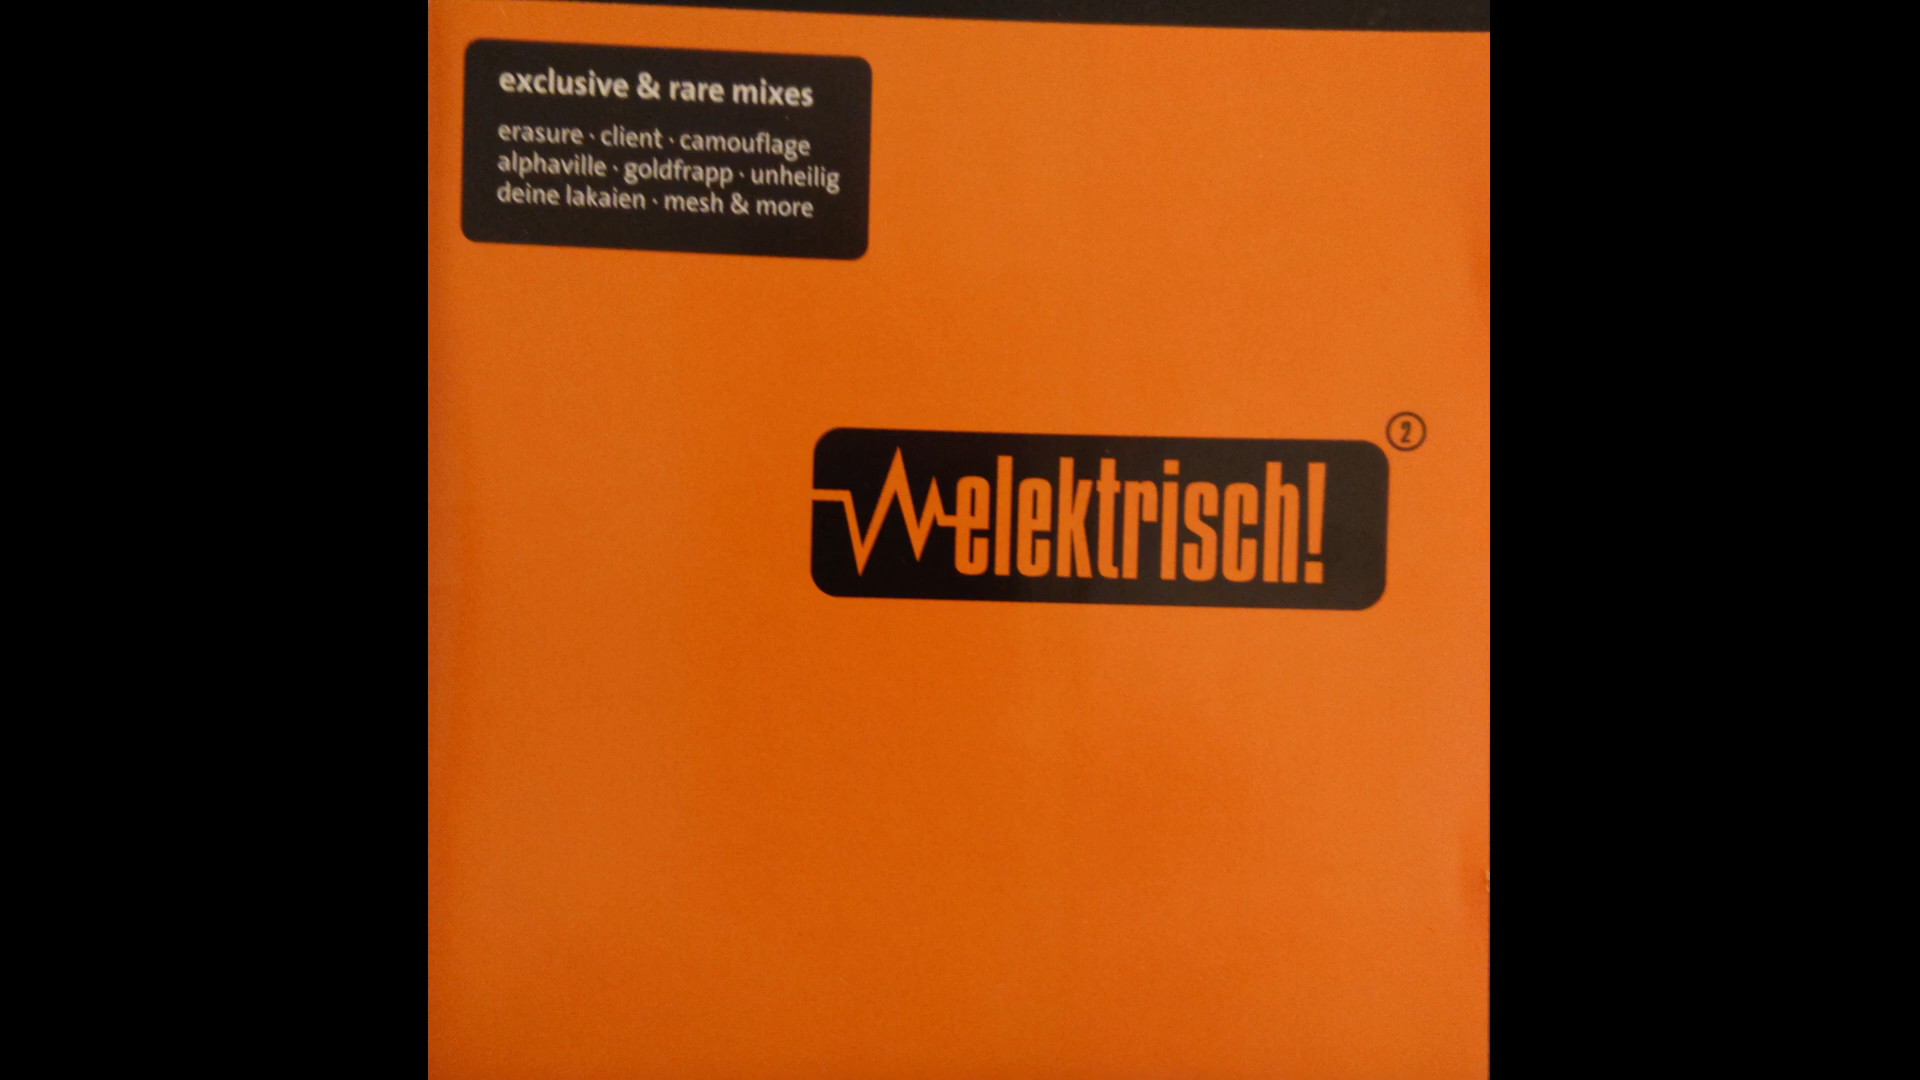 exclusive & rare mixes
erasure · client · camouflage
alphaville · goldfrapp · unheilig
deine lakaien · mesh & more
2
elektrisch!